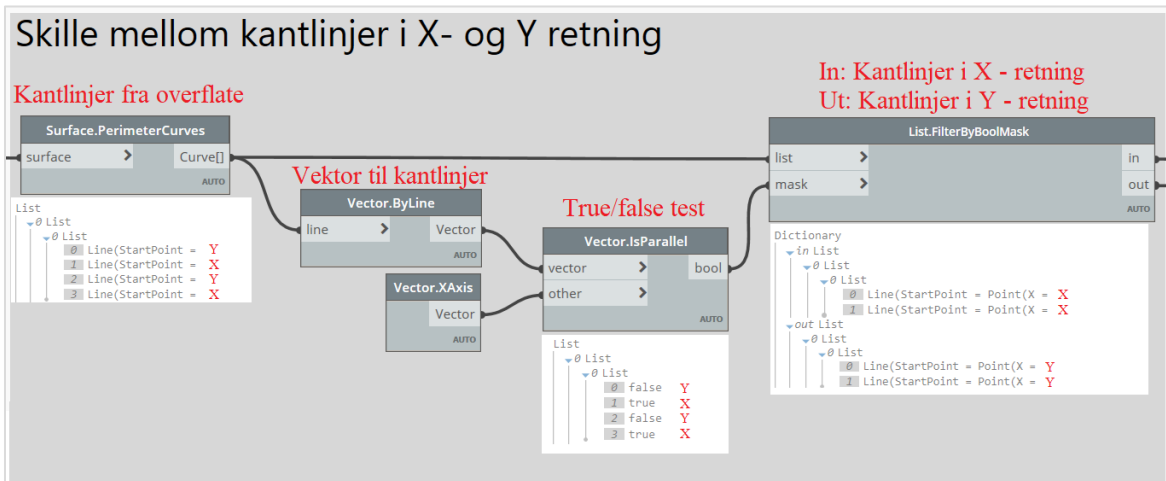 Skille mellom kantlinjer i X- og Y retning
Kantlinjer fra overflate
Surface.PerimeterCurves
surface > Curve[]
AUTO
List
0 List
0 List
0 Line(StartPoint = Y
1 Line(StartPoint = X
2 Line(StartPoint = Y
3 Line(StartPoint = X
Vektor til kantlinjer
Vector.ByLine
line > Vector
AUTO
Vector.XAxis
Vector
AUTO
True/false test
Vector.IsParallel
vector > bool
other >
AUTO
List
0 List
0 List
0 false Y
1 true X
2 false Y
3 true X
In: Kantlinjer i X - retning
Ut: Kantlinjer i Y - retning
List.FilterByBoolMask
list > in
mask > out
AUTO
Dictionary
in List
0 List
0 List
0 Line(StartPoint = Point(X = X
1 Line(StartPoint = Point(X = X
out List
0 List
0 List
0 Line(StartPoint = Point(X = Y
1 Line(StartPoint = Point(X = Y